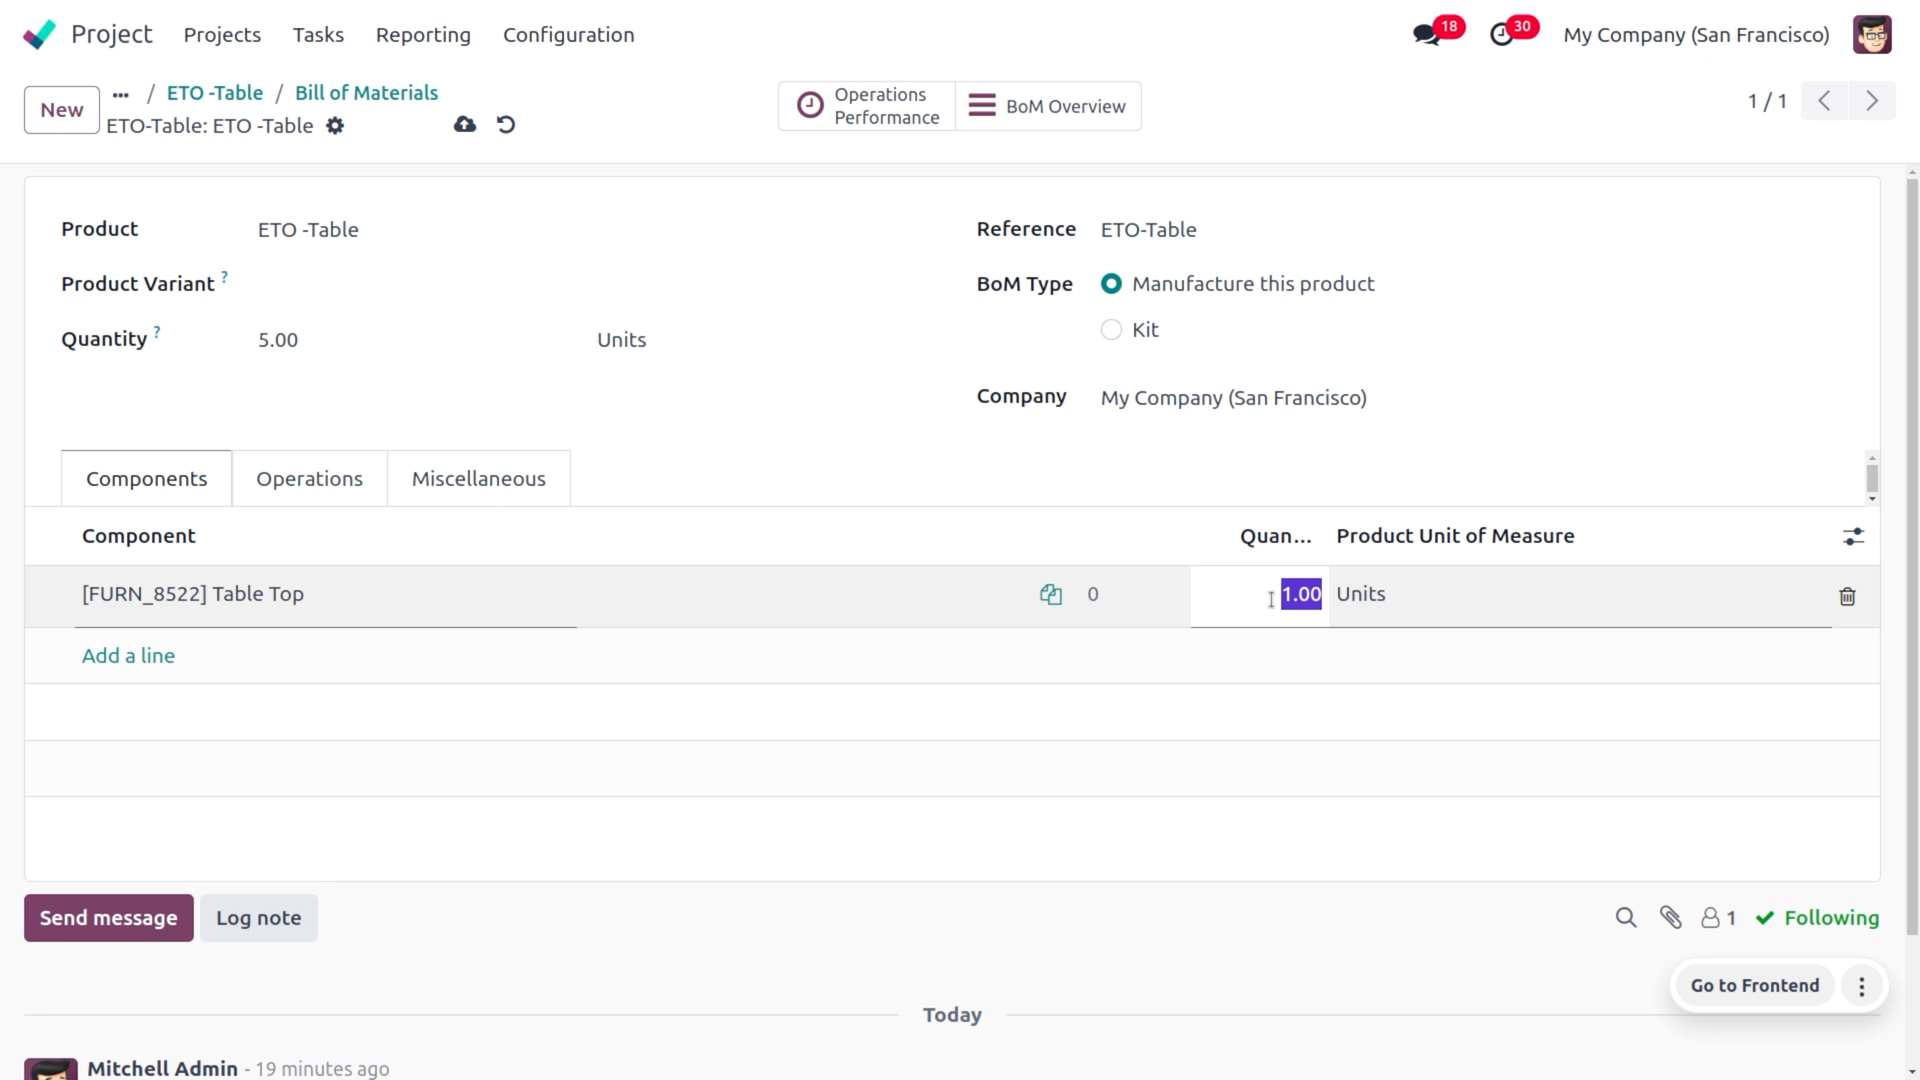 Project Projects Tasks Reporting Configuration 18 30 My Company (San Francisco)
New ... / ETO -Table / Bill of Materials
ETO-Table: ETO -Table
Operations Performance
BoM Overview
1 / 1
Product ETO -Table
Reference ETO-Table
Product Variant ?
BoM Type Manufacture this product
Kit
Quantity ? 5.00 Units
Company My Company (San Francisco)
Components Operations Miscellaneous
Component Quan... Product Unit of Measure
[FURN_8522] Table Top 0 1.00 Units
Add a line
Send message Log note 1 Following
Go to Frontend
Today
Mitchell Admin - 19 minutes ago